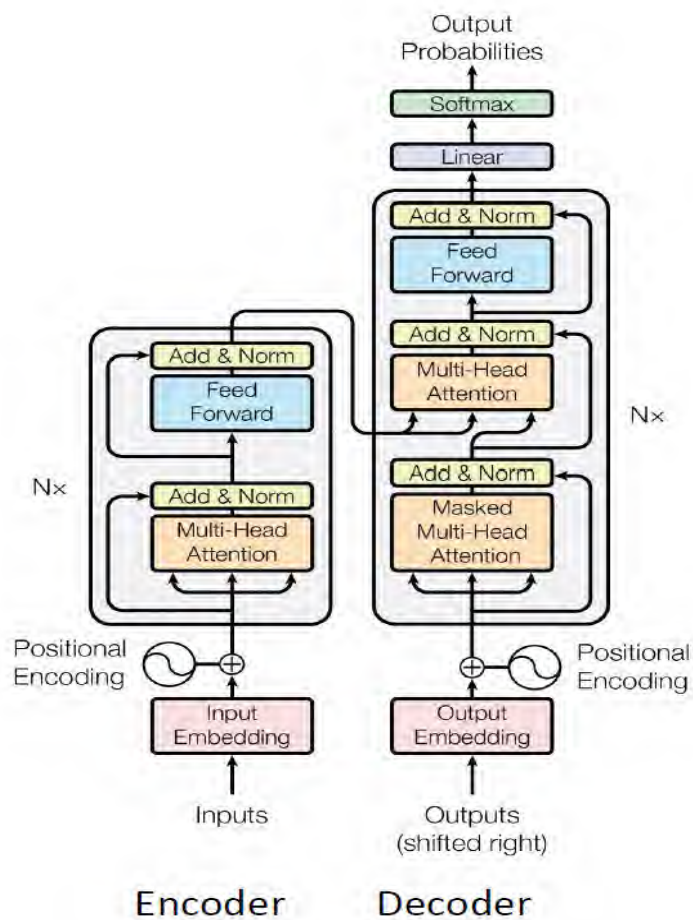 Output
Probabilities
Softmax
Linear
Add & Norm
Feed
Forward
Add & Norm
Multi-Head
Attention
Add & Norm
Masked
Multi-Head
Attention
Nx
Add & Norm
Feed
Forward
Add & Norm
Multi-Head
Attention
Nx
Positional
Encoding
Positional
Encoding
Input
Embedding
Output
Embedding
Inputs
Outputs
(shifted right)
Encoder
Decoder